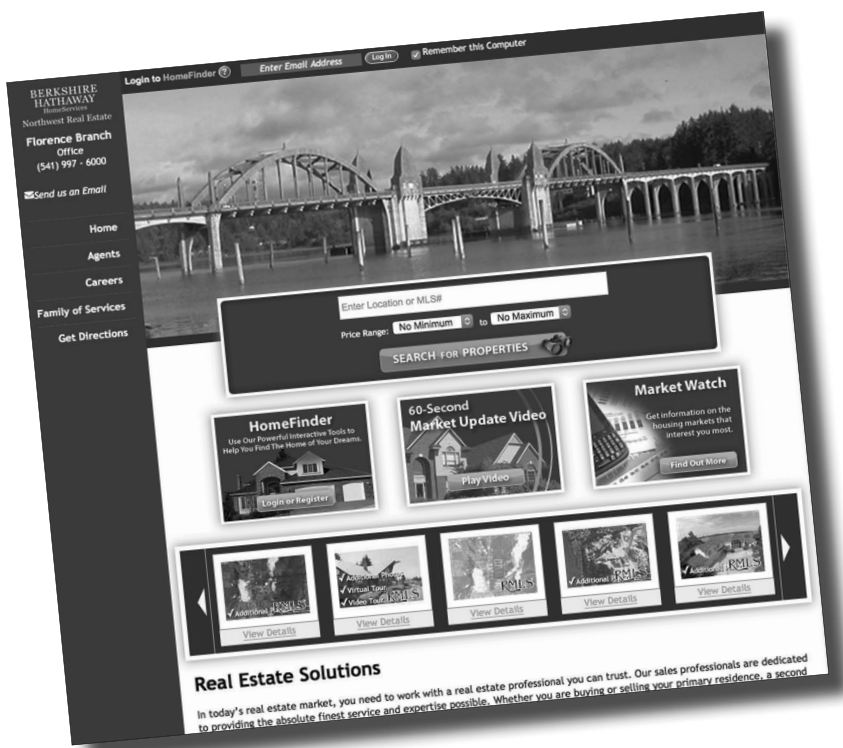 Login to HomeFinder ?
Enter Email Address
Log In
Remember this Computer
BERKSHIRE
HATHAWAY
HomeServices
Northwest Real Estate
Florence Branch
Office
(541) 997 - 6000
Send us an Email
Home
Agents
Careers
Family of Services
Get Directions
Enter Location or MLS#
Price Range: No Minimum to No Maximum
SEARCH FOR PROPERTIES
HomeFinder
Use Our Powerful Interactive Tools to
Help You Find The Home of Your Dreams.
Login or Register
60-Second
Market Update Video
Play Video
Market Watch
Get information on the
housing markets that
interest you most.
Find Out More
✓Additional Photos RMLS
View Details
✓Additional Photos
✓Virtual Tour
✓Video Tour RMLS
View Details
RMLS
View Details
✓Additional RMLS
View Details
✓Additional RMLS
View Details
Real Estate Solutions
In today's real estate market, you need to work with a real estate professional you can trust. Our sales professionals are dedicated
to providing the absolute finest service and expertise possible. Whether you are buying or selling your primary residence, a second